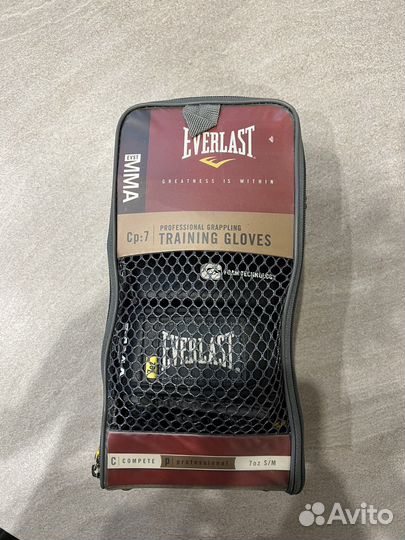 EVERLAST
GREATNESS IS WITHIN
EVST
MMA
PROFESSIONAL GRAPPLING
Cp:7 TRAINING GLOVES
FOAM TECHNOLOGY
EVERLAST
C COMPETE P professional 7oz S/M
Avito